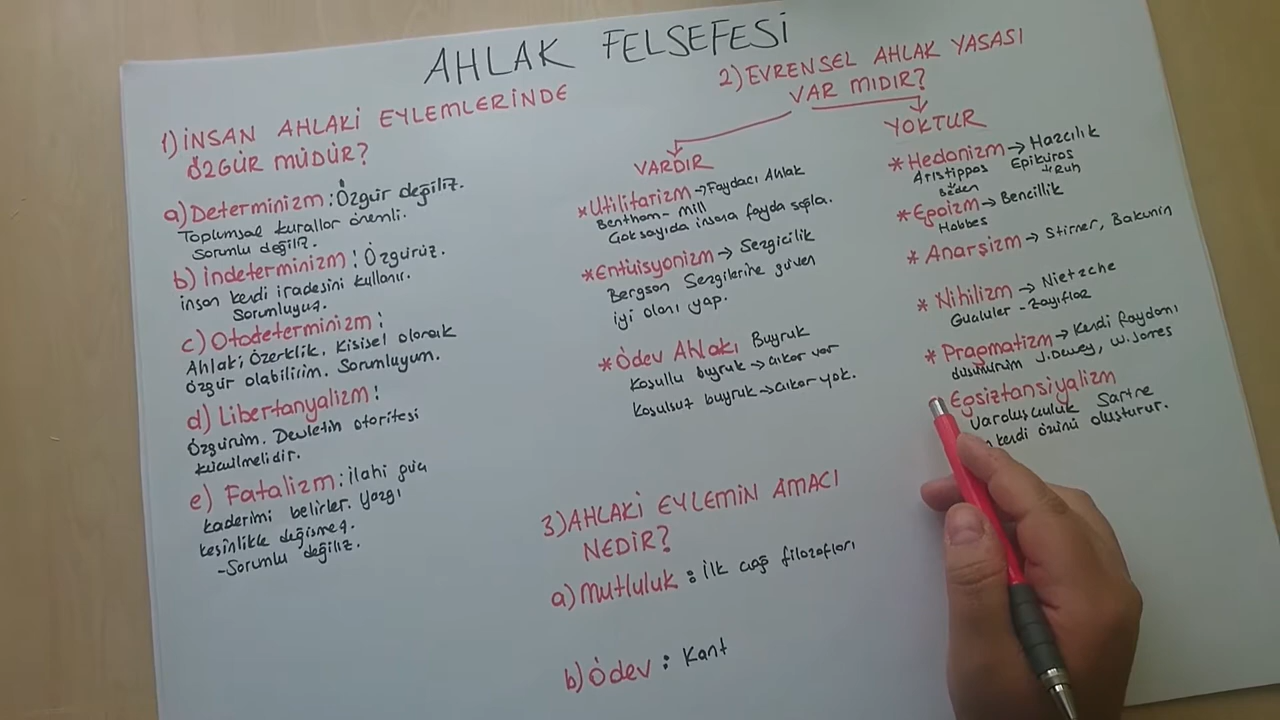 AHLAK FELSEFESİ
1) İNSAN AHLAKİ EYLEMLERİNDE
ÖZGÜR MÜDÜR?
a) Determinizm : Özgür değiliz.
Toplumsal kurallar önemli.
Sorumlu değiliz.
b) İndeterminizm : Özgürüz.
insan kendi iradesini kullanır.
Sorumluyuz.
c) Otodeterminizm :
Ahlaki Özerklik. Kişisel olarak
Özgür olabilirim. Sorumluyum.
d) Libertanyalizm :
Özgürüm. Devletin otoritesi
küçülmelidir.
e) Fatalizm : İlahi güç
kaderimi belirler. Yazgı
kesinlikle değişmez.
- Sorumlu değiliz.
2) EVRENSEL AHLAK YASASI
VAR MIDIR?
VARDIR
* Utilitarizm → Faydacı Ahlak
Bentham - Mill
Çok sayıda insana fayda sağla.
* Entüisyonizm → Sezgicilik
Bergson Sezgilerine güven
iyi olanı yap.
* Ödev Ahlakı Buyruk
Koşullu buyruk → çıkar var
Koşulsuz buyruk → çıkar yok.
YOKTUR
* Hedonizm → Hazcılık
Aristippos Epiküros
Beden Ruh
* Egoizm → Bencillik
Hobbes
* Anarşizm → Stirner, Bakunin
* Nihilizm → Nietzche
Güçlüler - Zayıflar
* Pragmatizm → Kendi faydamı
düşünürüm J. Dewey, W. James
Egsiztansiyalizm
Varoluşçuluk Sartre
kendi özünü oluşturur.
3) AHLAKİ EYLEMİN AMACI
NEDİR?
a) Mutluluk : İlk çağ filozofları
b) Ödev : Kant